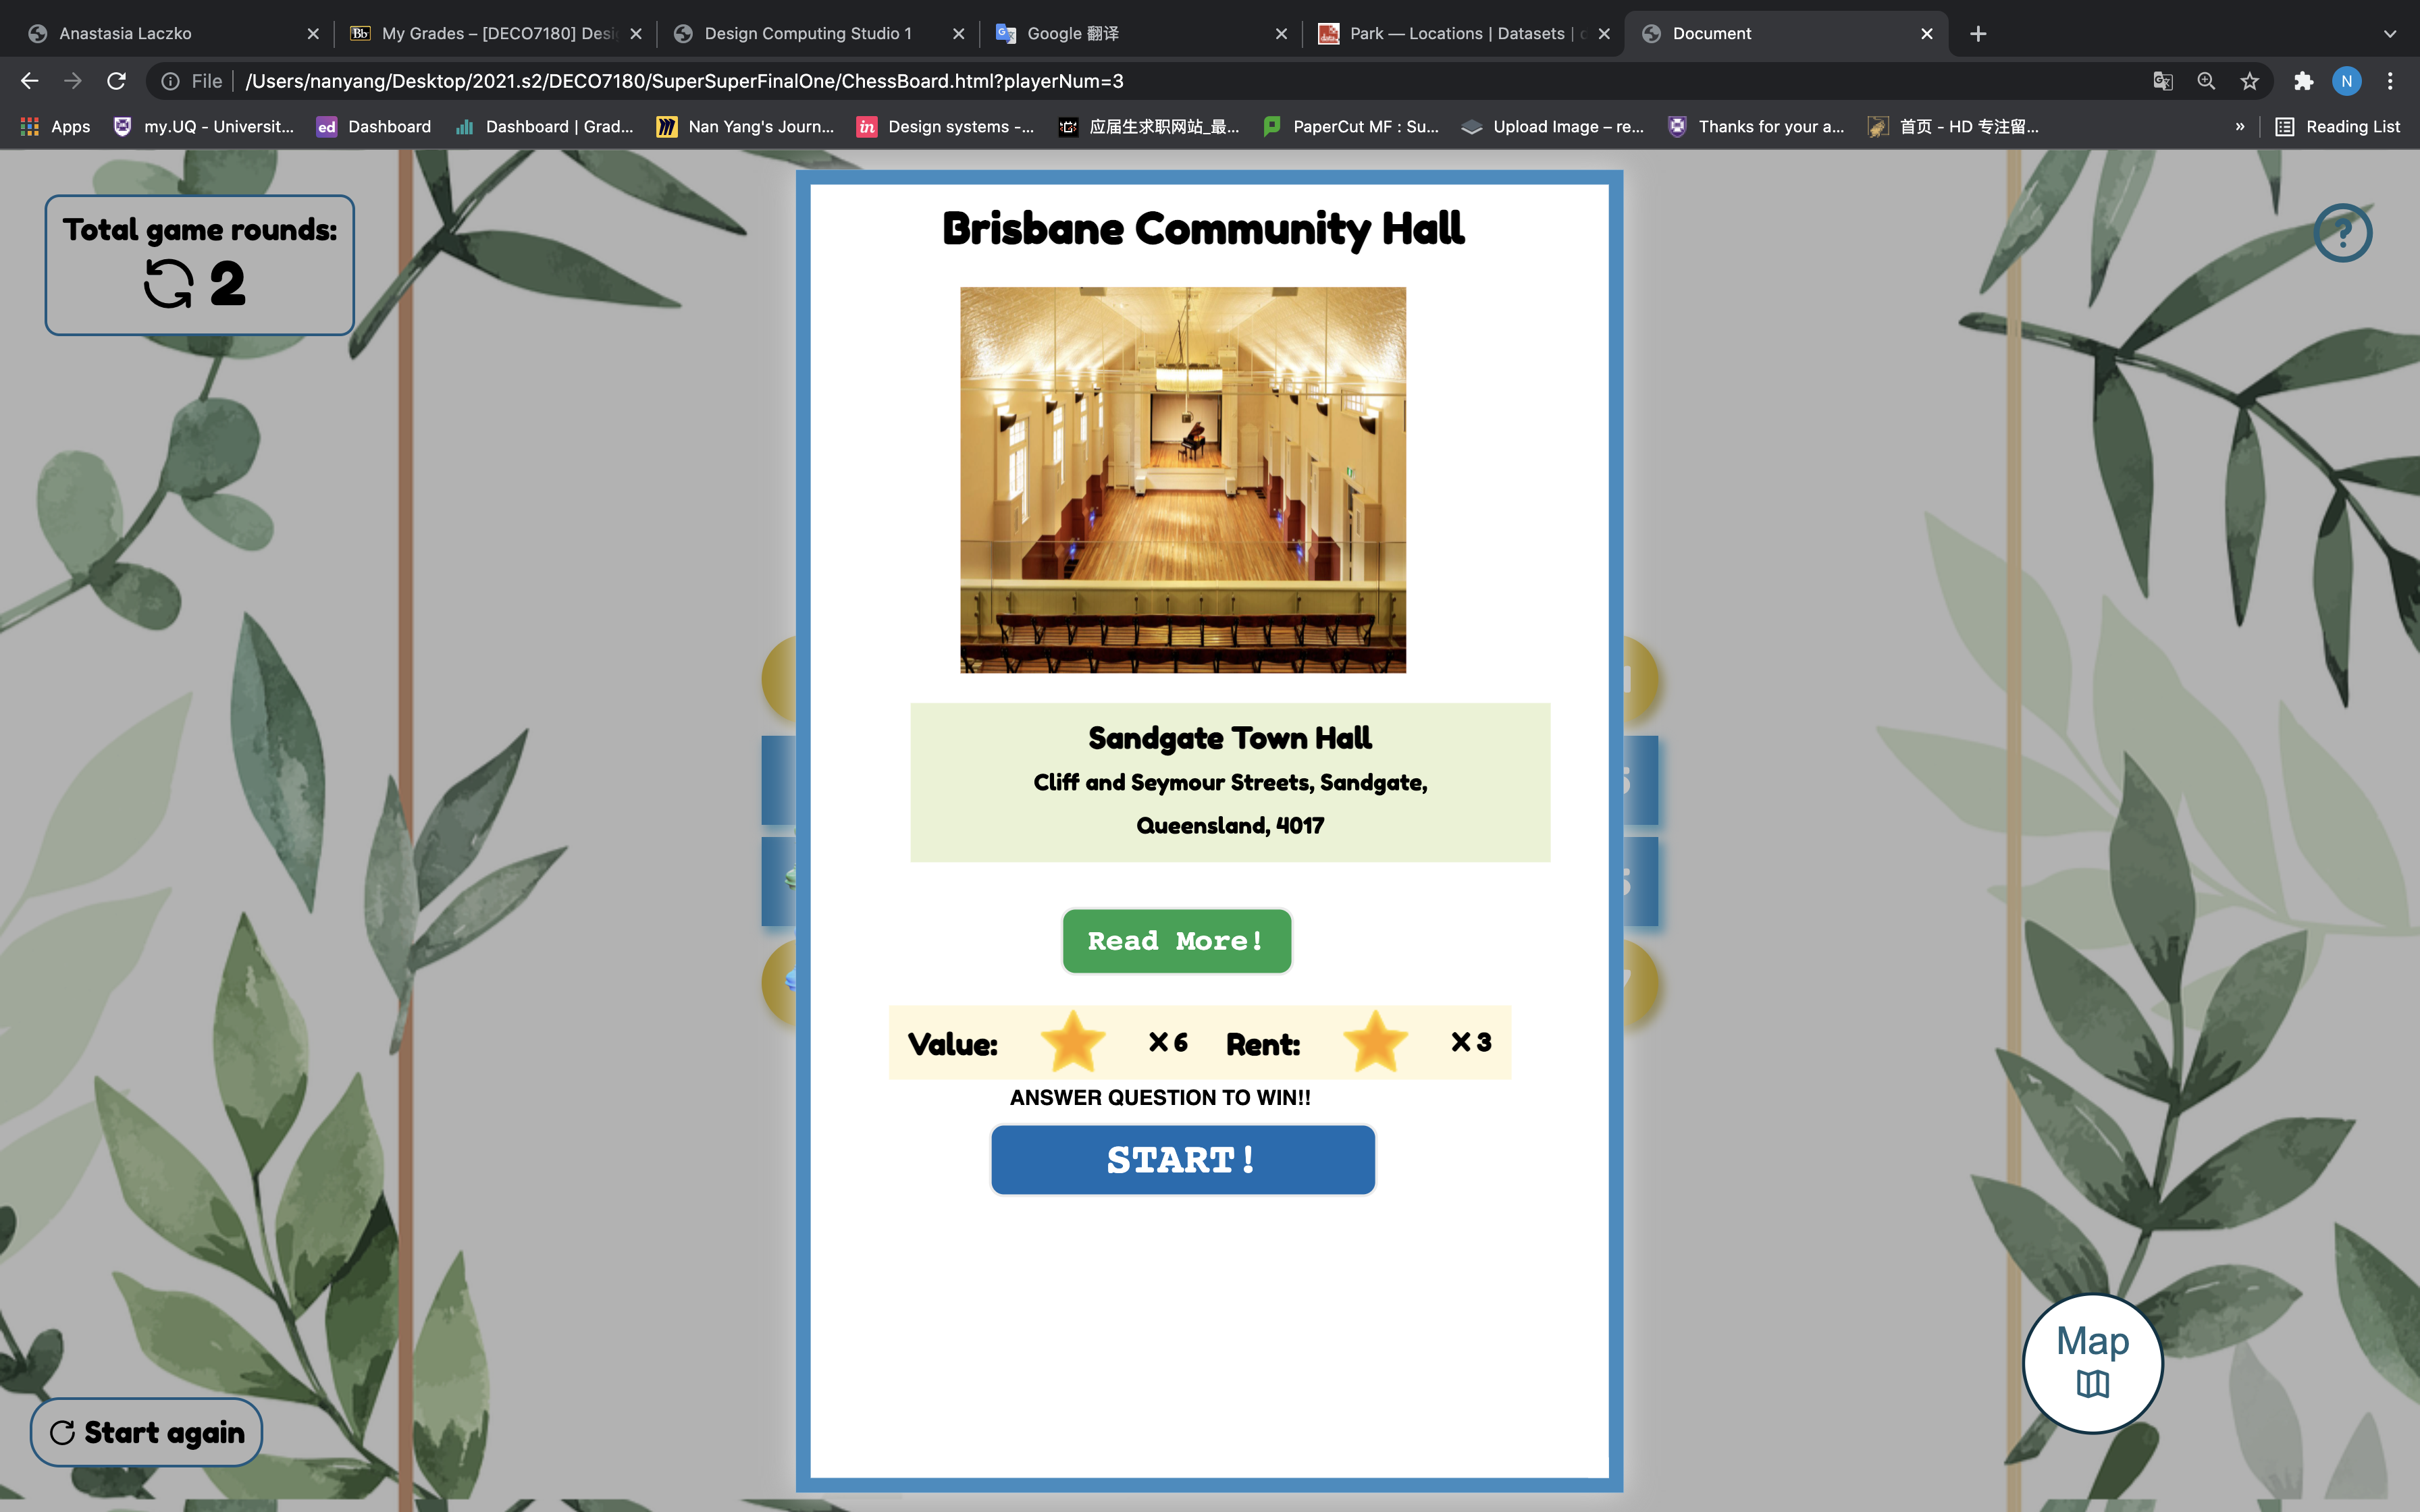 Anastasia Laczko
My Grades – [DECO7180] Desi
Design Computing Studio 1
Google 翻译
Park — Locations | Datasets |
Document
File
/Users/nanyang/Desktop/2021.s2/DECO7180/SuperSuperFinalOne/ChessBoard.html?playerNum=3
N
Apps
my.UQ - Universit...
ed Dashboard
Dashboard | Grad...
Nan Yang's Journ...
in Design systems -...
应届生求职网站_最...
PaperCut MF : Su...
Upload Image – re...
Thanks for your a...
首页 - HD 专注留...
»
Reading List
Total game rounds:
2
?
Brisbane Community Hall
Sandgate Town Hall
Cliff and Seymour Streets, Sandgate,
Queensland, 4017
Read More!
Value: X 6 Rent: X 3
ANSWER QUESTION TO WIN!!
START!
Map
Start again